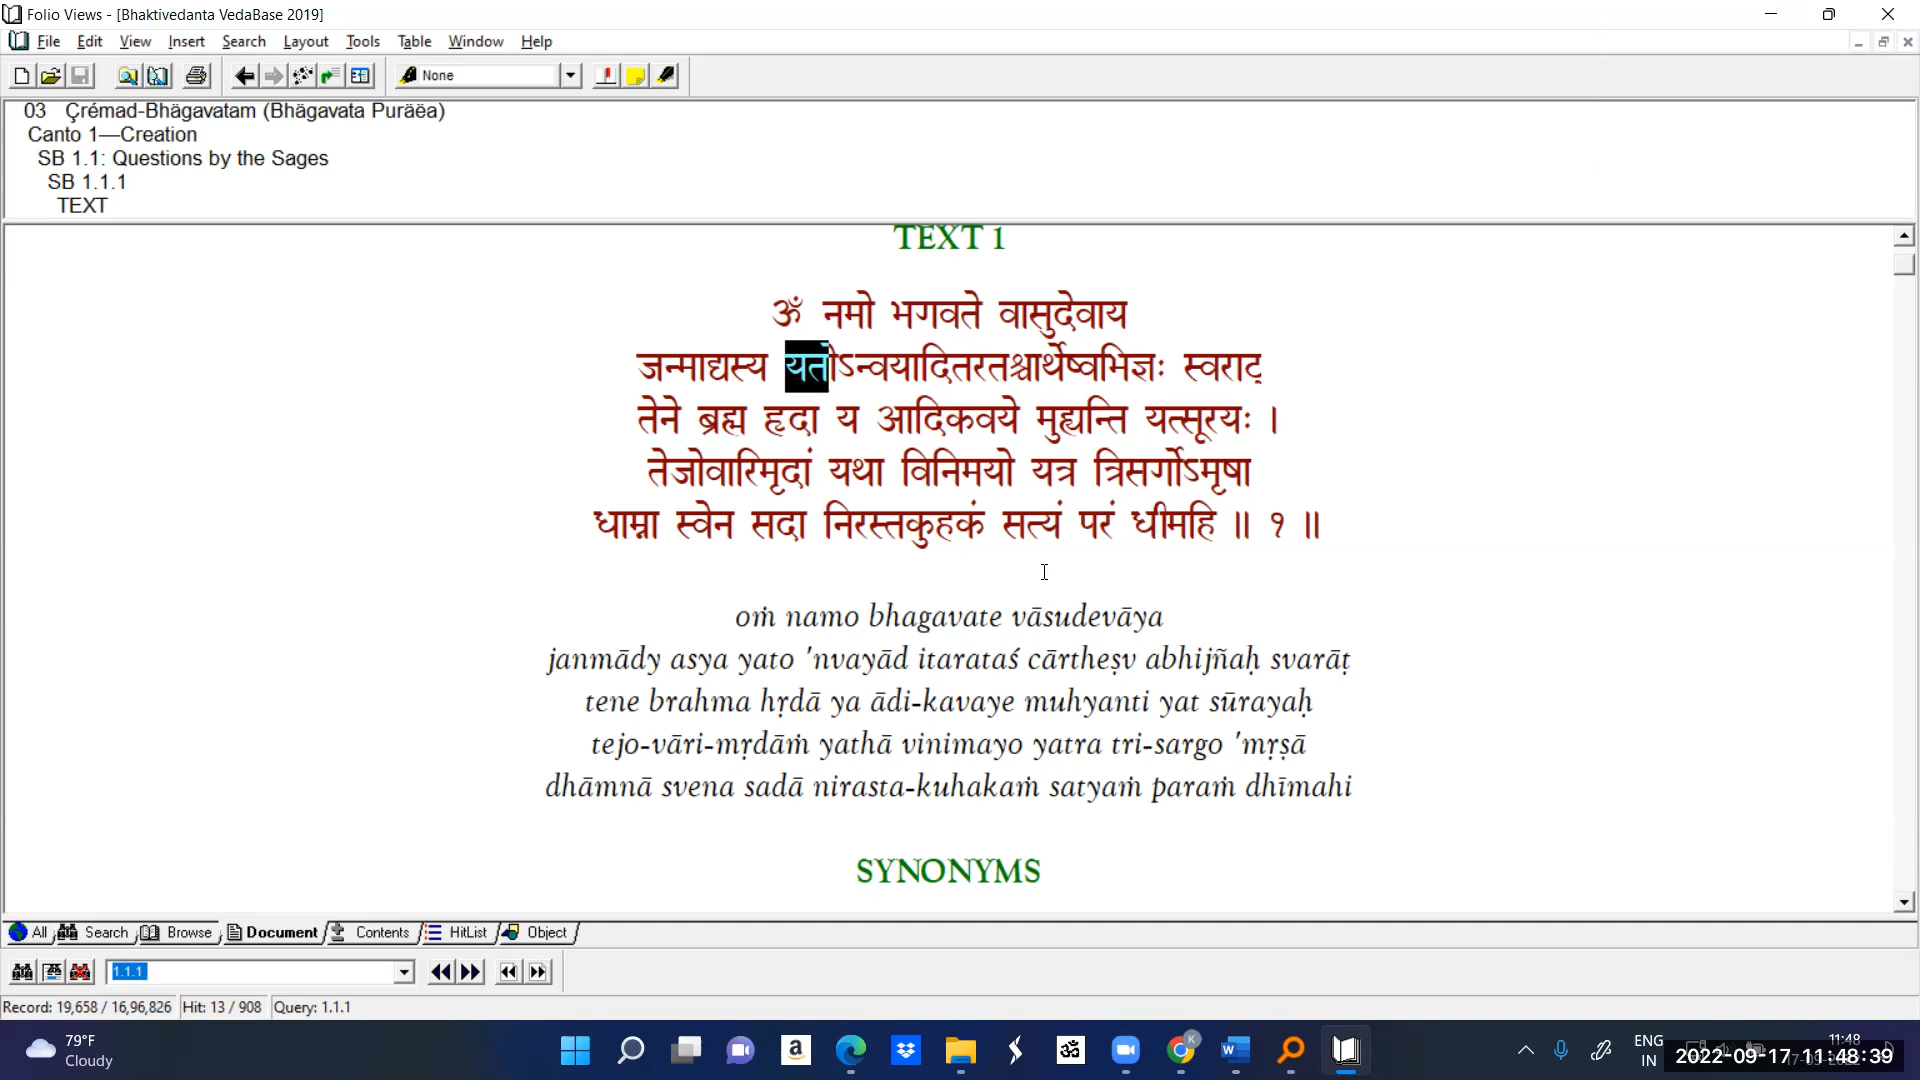 Folio Views - [Bhaktivedanta VedaBase 2019]
File Edit View Insert Search Layout Tools Table Window Help
None
03 Çrémad-Bhägavatam (Bhägavata Puräëa)
Canto 1—Creation
SB 1.1: Questions by the Sages
SB 1.1.1
TEXT
TEXT 1
ॐ नमो भगवते वासुदेवाय
जन्माद्यस्य यतोऽन्वयादितरतश्चार्थेष्वभिज्ञः स्वराट्
तेने ब्रह्म हृदा य आदिकवये मुह्यन्ति यत्सूरयः ।
तेजोवारिमृदां यथा विनिमयो यत्र त्रिसर्गोऽमृषा
धाम्ना स्वेन सदा निरस्तकुहकं सत्यं परं धीमहि ॥ १ ॥
oṁ namo bhagavate vāsudevāya
janmādy asya yato 'nvayād itarataś cārtheṣv abhijñaḥ svarāṭ
tene brahma hṛdā ya ādi-kavaye muhyanti yat sūrayaḥ
tejo-vāri-mṛdāṁ yathā vinimayo yatra tri-sargo 'mṛṣā
dhāmnā svena sadā nirasta-kuhakaṁ satyaṁ paraṁ dhīmahi
SYNONYMS
All Search Browse Document Contents HitList Object
1.1.1
Record: 19,658 / 16,96,826 Hit: 13 / 908 Query: 1.1.1
79°F
Cloudy
ENG
IN
11:48
2022-09-17 11:48:39